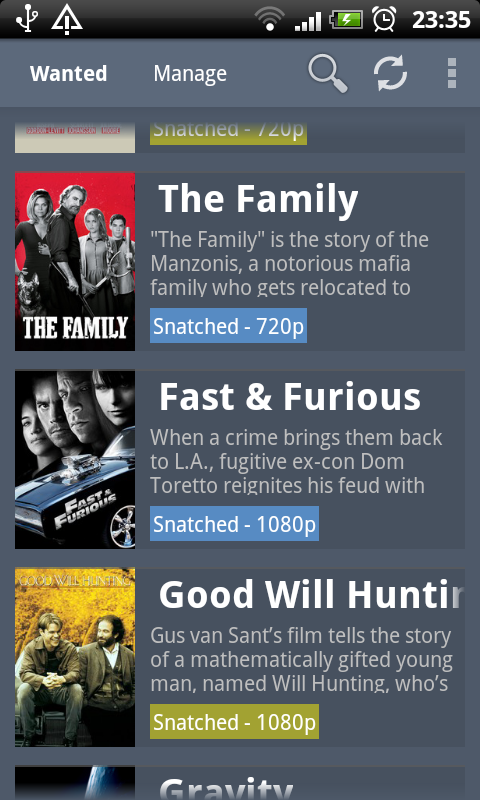 23:35
Wanted Manage
Snatched - 720p
The Family
"The Family" is the story of the
Manzonis, a notorious mafia
family who gets relocated to
THE FAMILY
Snatched - 720p
Fast & Furious
When a crime brings them back
to L.A., fugitive ex-con Dom
Toretto reignites his feud with
FAST &
FURIOUS
Snatched - 1080p
GOOD WILL HUNTING
Good Will Huntin
Gus van Sant’s film tells the story
of a mathematically gifted young
man, named Will Hunting, who’s
Snatched - 1080p
Gravity